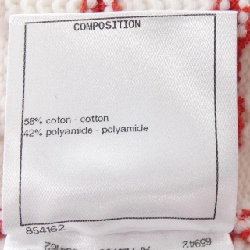 COMPOSITION
58% coton - cotton
42% polyamide - polyamide
854162